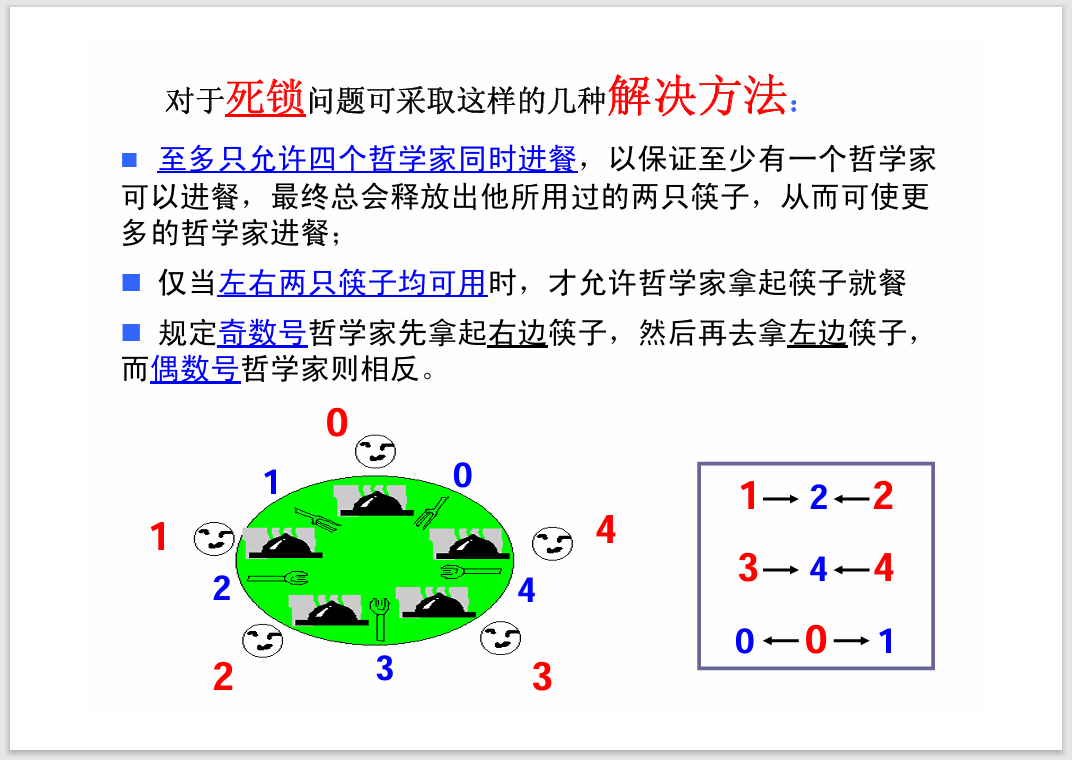 对于死锁问题可采取这样的几种解决方法：
■ 至多只允许四个哲学家同时进餐，以保证至少有一个哲学家
可以进餐，最终总会释放出他所用过的两只筷子，从而可使更
多的哲学家进餐；
■ 仅当左右两只筷子均可用时，才允许哲学家拿起筷子就餐
■ 规定奇数号哲学家先拿起右边筷子，然后再去拿左边筷子，
而偶数号哲学家则相反。
0
1
0
1
4
2
4
2
3
3
1→2←2
3→4←4
0←0→1